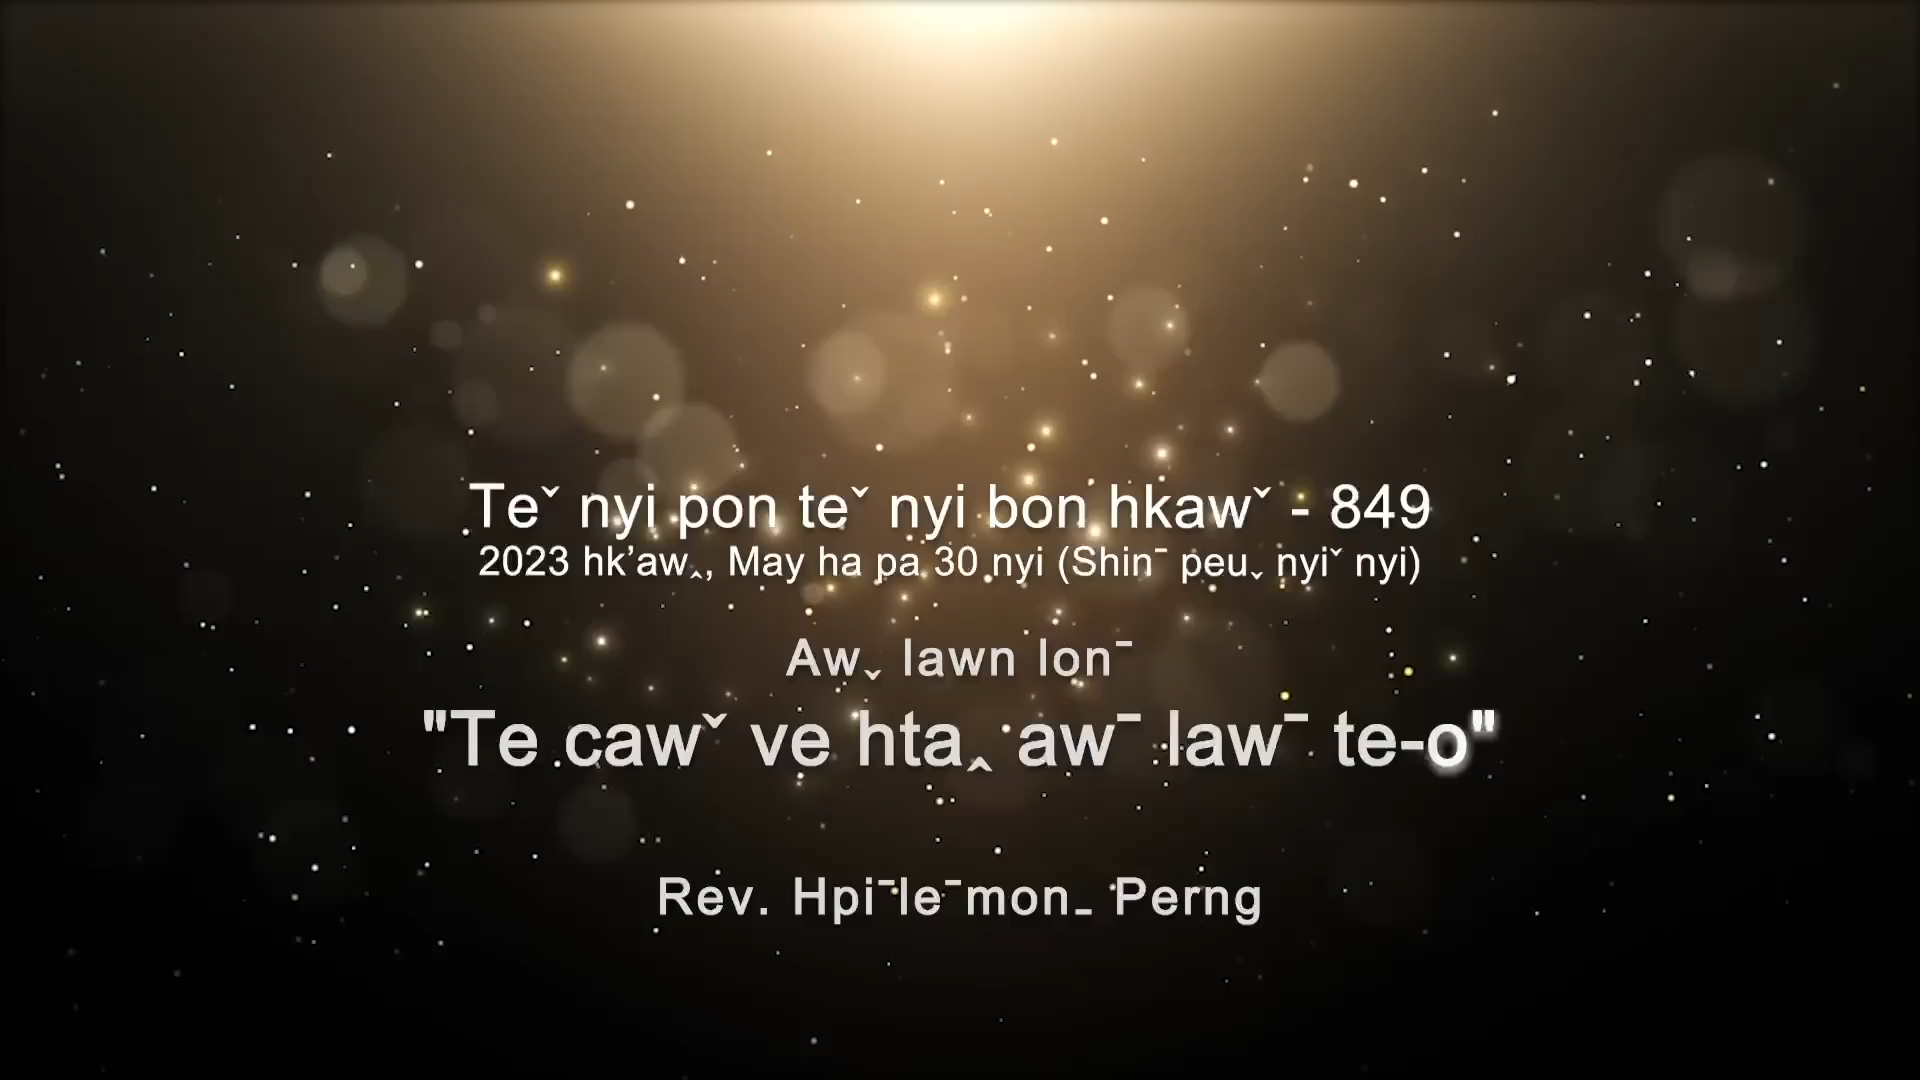 Teˇ nyi pon teˇ nyi bon hkawˇ - 849
2023 hk’aw‸, May ha pa 30 nyi (Shinˉ peuˬ nyiˇ nyi)
Awˬ lawn lonˉ
"Te cawˇ ve hta‸ awˉ lawˉ te-o"
Rev. Hpiˉleˉmonˍ Perng